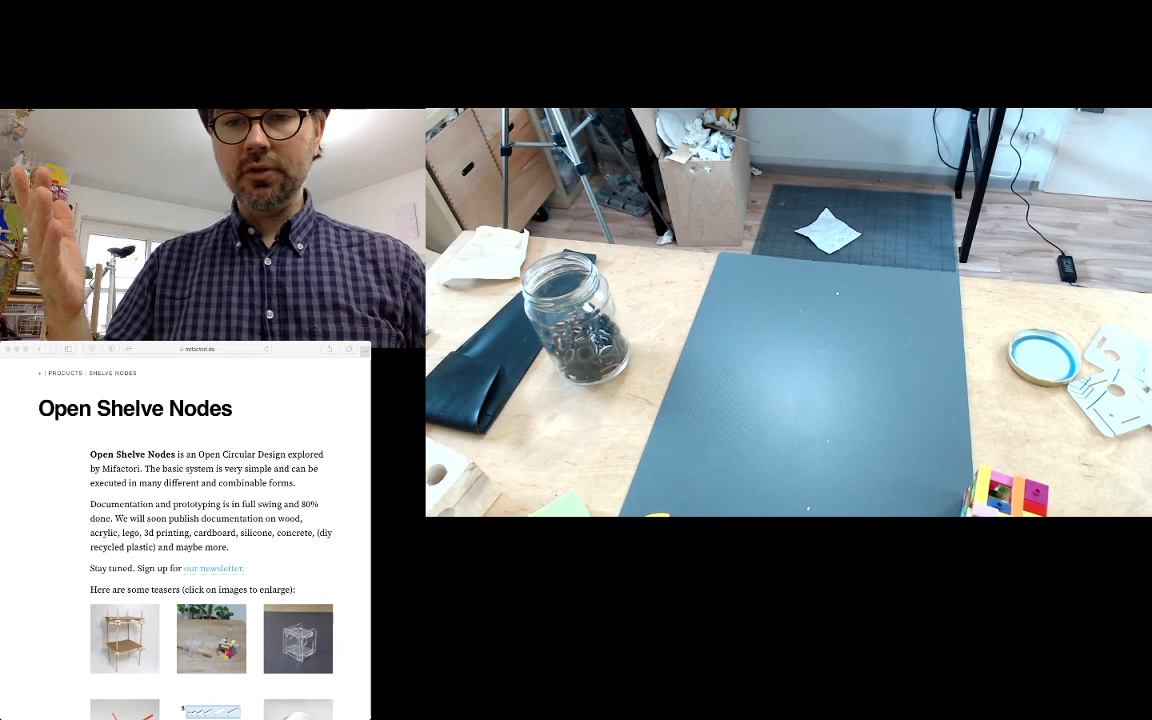 mifactori.de
PRODUCTS SHELVE NODES
Open Shelve Nodes
Open Shelve Nodes is an Open Circular Design explored
by Mifactori. The basic system is very simple and can be
executed in many different and combinable forms.
Documentation and prototyping is in full swing and 80%
done. We will soon publish documentation on wood,
acrylic, lego, 3d printing, cardboard, silicone, concrete, (diy
recycled plastic) and maybe more.
Stay tuned. Sign up for our newsletter.
Here are some teasers (click on images to enlarge):